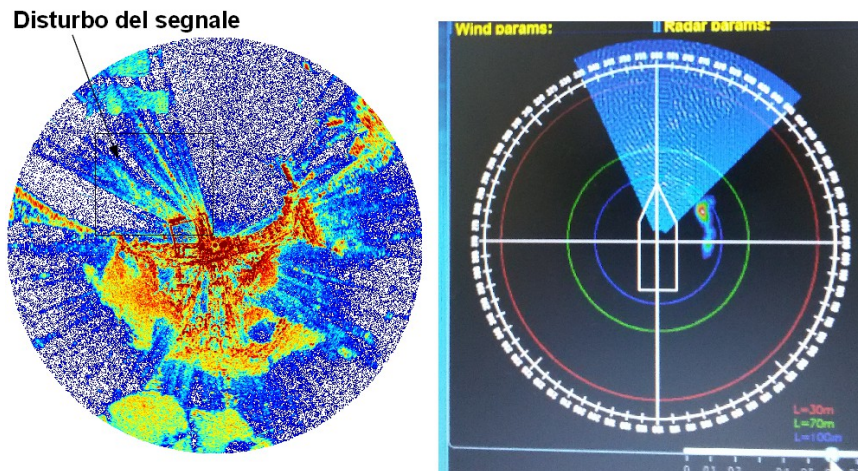 Disturbo del segnale
Wind params:
Radar params:
L=30m
L=70m
L=100m